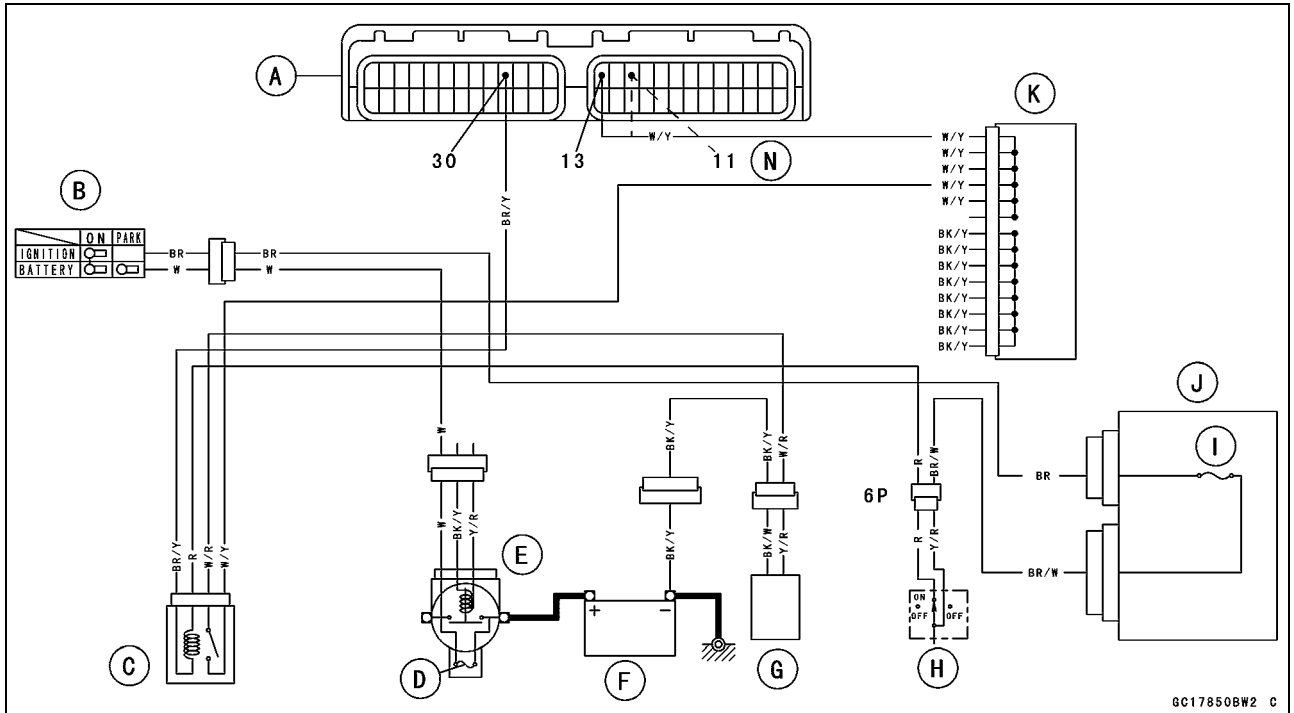 A
K
30
13
11
N
W/Y
W/Y
W/Y
W/Y
W/Y
W/Y
BK/Y
BK/Y
BK/Y
BK/Y
BK/Y
BK/Y
BK/Y
BK/Y
B
ON PARK
IGNITION
BATTERY
BR
W
BR
W
BR/Y
J
I
BR
BR/W
W
BK/Y
BK/Y
W/R
R
BR/W
6P
BR/Y
R
W/R
W/Y
W
BK/Y
Y/R
E
BK/Y
BK/W
Y/R
R
Y/R
+ −
ON
OFF OFF
C
D
F
G
H
GC17850BW2 C